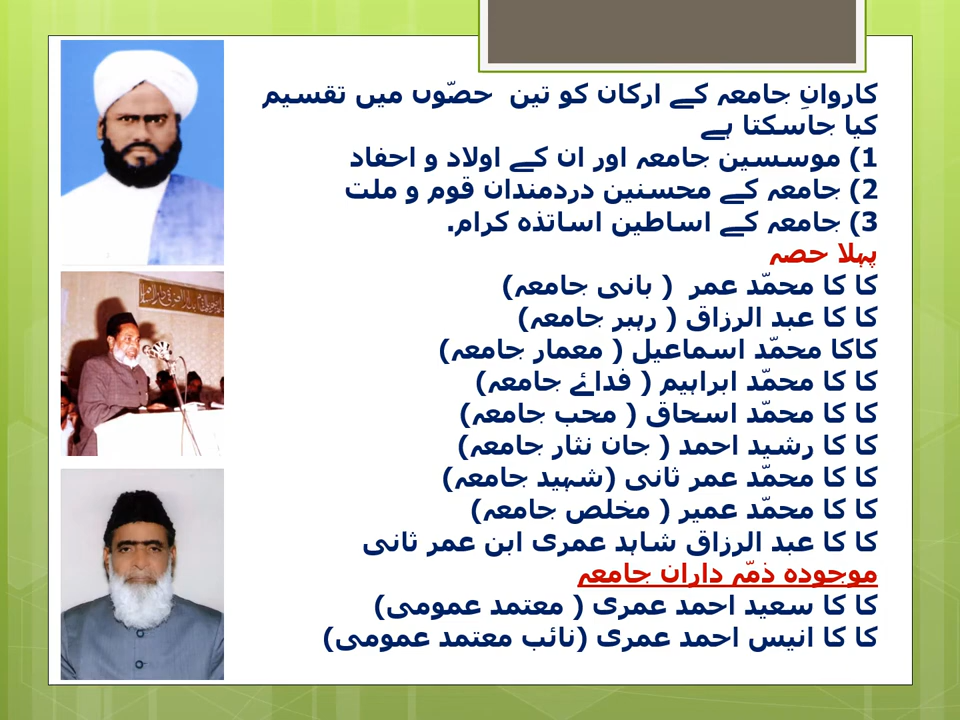 کاروانِ جامعہ کے ارکان کو تین حصّوں میں تقسیم
کیا جاسکتا ہے
1) موسسین جامعہ اور ان کے اولاد و احفاد
2) جامعہ کے محسنین دردمندان قوم و ملت
3) جامعہ کے اساطین اساتذہ کرام.
پہلا حصہ
کا کا محمّد عمر ( بانی جامعہ)
کا کا عبد الرزاق ( رہبر جامعہ)
کاکا محمّد اسماعیل ( معمار جامعہ)
کا کا محمّد ابراہیم ( فداۓ جامعہ)
کا کا محمّد اسحاق ( محب جامعہ)
کا کا رشید احمد ( جان نثار جامعہ)
کا کا محمّد عمر ثانی (شہید جامعہ)
کا کا محمّد عمیر ( مخلص جامعہ)
کا کا عبد الرزاق شاہد عمری ابن عمر ثانی
موجودہ ذمّہ داران جامعہ
کا کا سعید احمد عمری ( معتمد عمومی)
کا کا انیس احمد عمری (نائب معتمد عمومی)